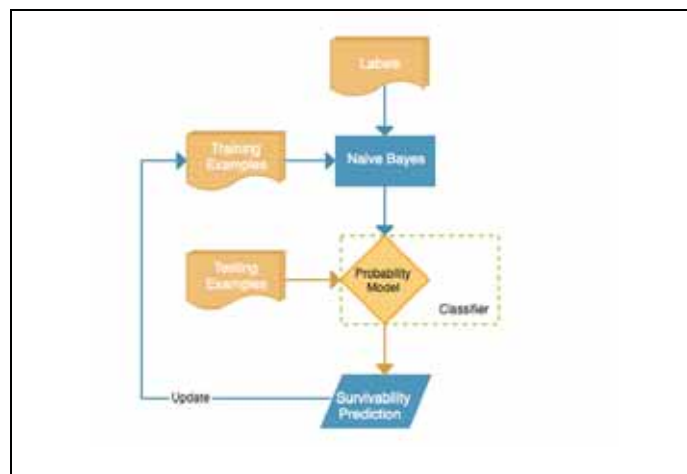 Labels
Training
Examples
Naive Bayes
Testing
Examples
Probability
Model
Classifier
Update
Survivability
Prediction